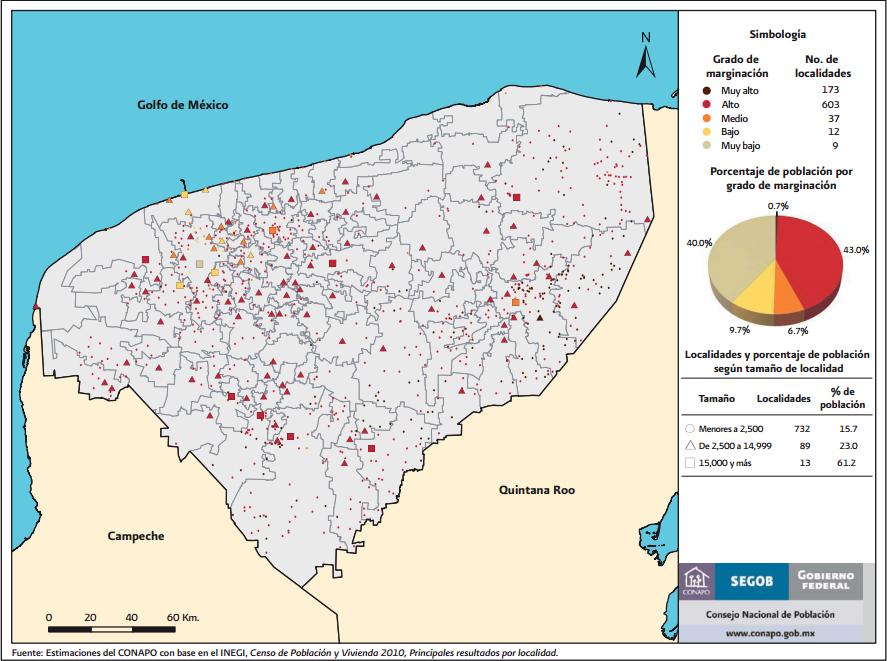 Golfo de México
N
Campeche
Quintana Roo
0 20 40 60 Km.
Simbología
Grado de marginación No. de localidades
Muy alto 173
Alto 603
Medio 37
Bajo 12
Muy bajo 9
Porcentaje de población por
grado de marginación
0.7%
40.0%
43.0%
9.7%
6.7%
Localidades y porcentaje de población
según tamaño de localidad
Tamaño Localidades % de población
Menores a 2,500 732 15.7
De 2,500 a 14,999 89 23.0
15,000 y más 13 61.2
CONAPO
SEGOB
GOBIERNO
FEDERAL
Consejo Nacional de Población
www.conapo.gob.mx
Fuente: Estimaciones del CONAPO con base en el INEGI, Censo de Población y Vivienda 2010, Principales resultados por localidad.